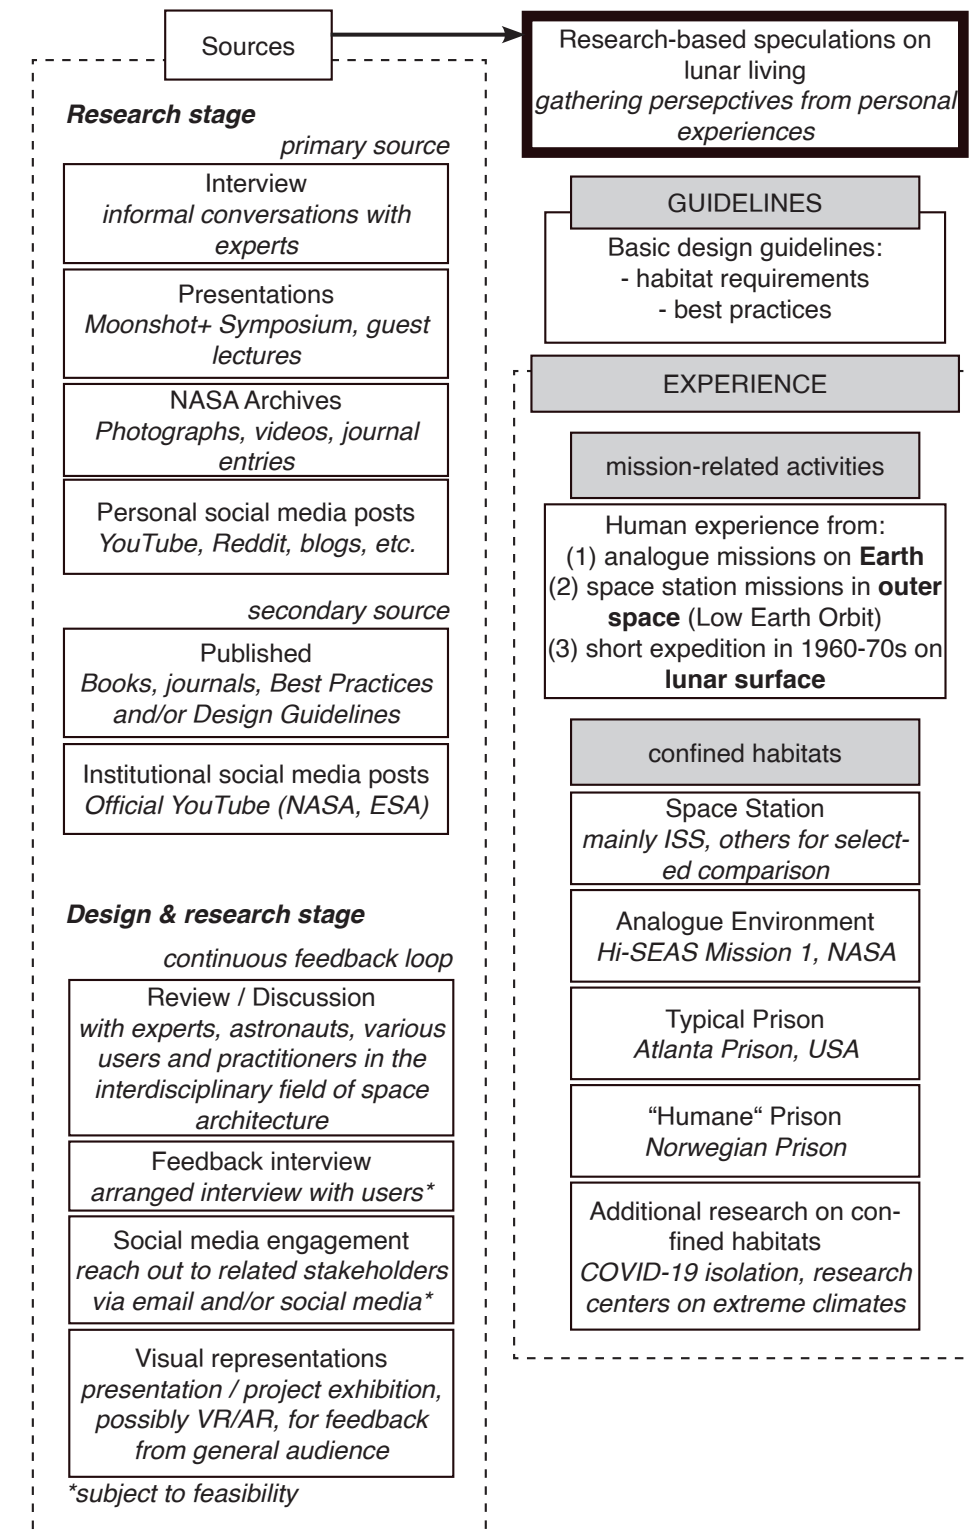 Sources
Research stage
primary source
Interview
informal conversations with
experts
Presentations
Moonshot+ Symposium, guest
lectures
NASA Archives
Photographs, videos, journal
entries
Personal social media posts
YouTube, Reddit, blogs, etc.
secondary source
Published
Books, journals, Best Practices
and/or Design Guidelines
Institutional social media posts
Official YouTube (NASA, ESA)
Design & research stage
continuous feedback loop
Review / Discussion
with experts, astronauts, various
users and practitioners in the
interdisciplinary field of space
architecture
Feedback interview
arranged interview with users*
Social media engagement
reach out to related stakeholders
via email and/or social media*
Visual representations
presentation / project exhibition,
possibly VR/AR, for feedback
from general audience
*subject to feasibility
Research-based speculations on
lunar living
gathering persepctives from personal
experiences
GUIDELINES
Basic design guidelines:
- habitat requirements
- best practices
EXPERIENCE
mission-related activities
Human experience from:
(1) analogue missions on Earth
(2) space station missions in outer
space (Low Earth Orbit)
(3) short expedition in 1960-70s on
lunar surface
confined habitats
Space Station
mainly ISS, others for select-
ed comparison
Analogue Environment
Hi-SEAS Mission 1, NASA
Typical Prison
Atlanta Prison, USA
“Humane“ Prison
Norwegian Prison
Additional research on con-
fined habitats
COVID-19 isolation, research
centers on extreme climates